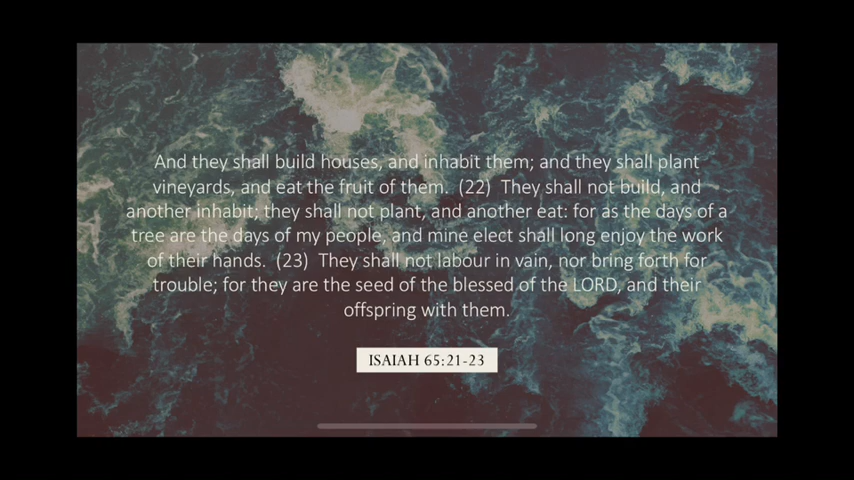 And they shall build houses, and inhabit them; and they shall plant
vineyards, and eat the fruit of them. (22) They shall not build, and
another inhabit; they shall not plant, and another eat: for as the days of a
tree are the days of my people, and mine elect shall long enjoy the work
of their hands. (23) They shall not labour in vain, nor bring forth for
trouble; for they are the seed of the blessed of the LORD, and their
offspring with them.
ISAIAH 65:21-23